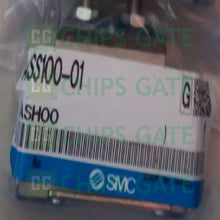 CHIPS GATE
ASS100-01
ASH00
G
CHIPS GATE
SMC
CHIPS GATE